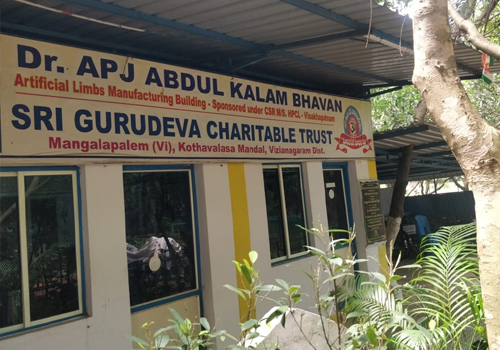 Dr. APJ ABDUL KALAM BHAVAN
Artificial Limbs Manufacturing Building - Sponsored under CSR M/S. HPCL - Visakhapatnam
SRI GURUDEVA CHARITABLE TRUST
Mangalapalem (Vi), Kothavalasa Mandal, Vizianagaram Dist.